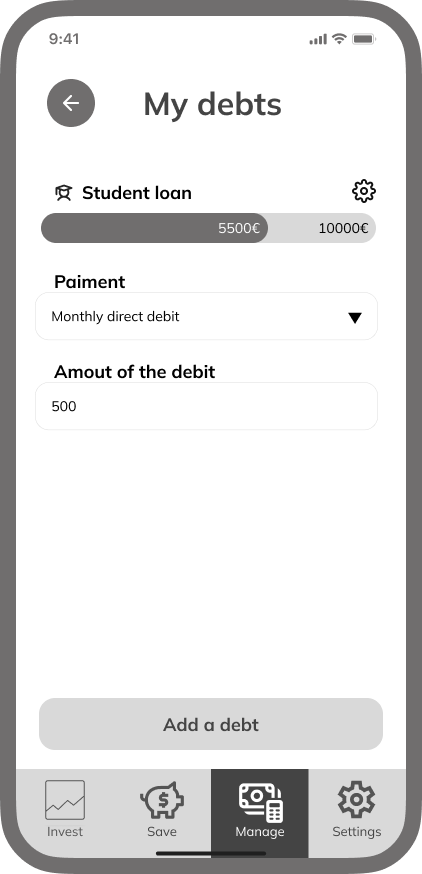 9:41
My debts
Student loan
5500€ 10000€
Paiment
Monthly direct debit
Amout of the debit
500
Add a debt
Invest Save Manage Settings